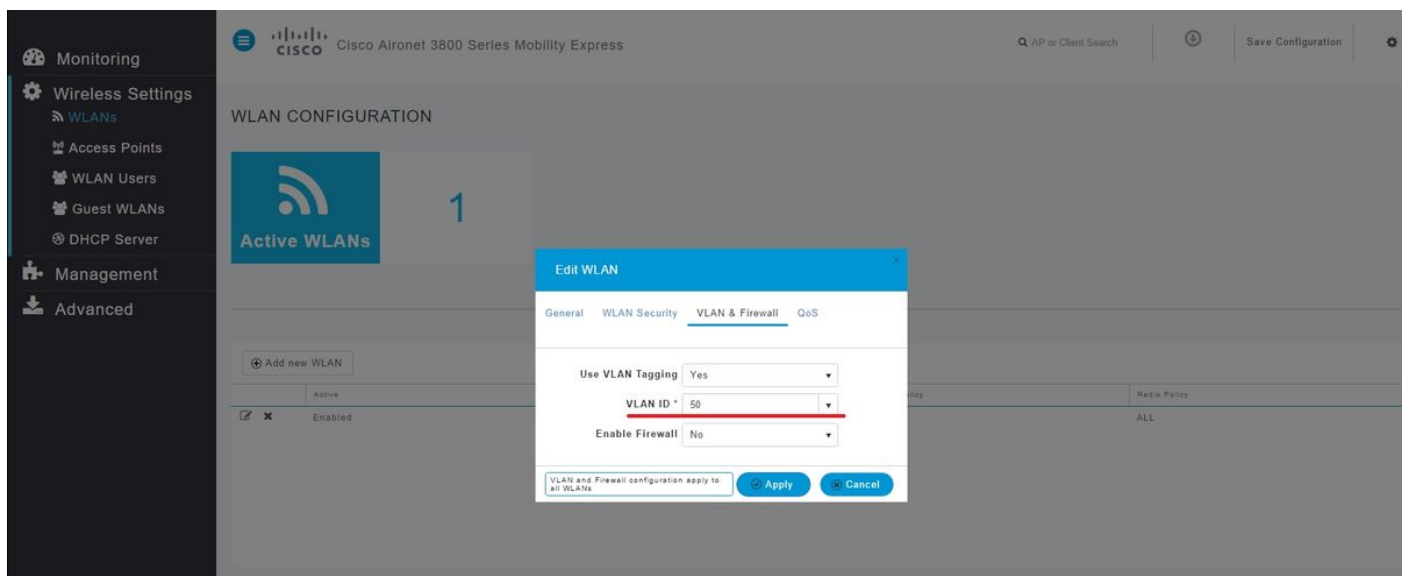 Monitoring
Wireless Settings
WLANs
Access Points
WLAN Users
Guest WLANs
DHCP Server
Management
Advanced
CISCO Cisco Aironet 3800 Series Mobility Express
AP or Client Search
Save Configuration
WLAN CONFIGURATION
Active WLANs
1
Add new WLAN
Active
Radio Policy
Enabled
ALL
Edit WLAN
General WLAN Security VLAN & Firewall QoS
Use VLAN Tagging Yes
VLAN ID * 50
Enable Firewall No
VLAN and Firewall configuration apply to
all WLANs
Apply
Cancel